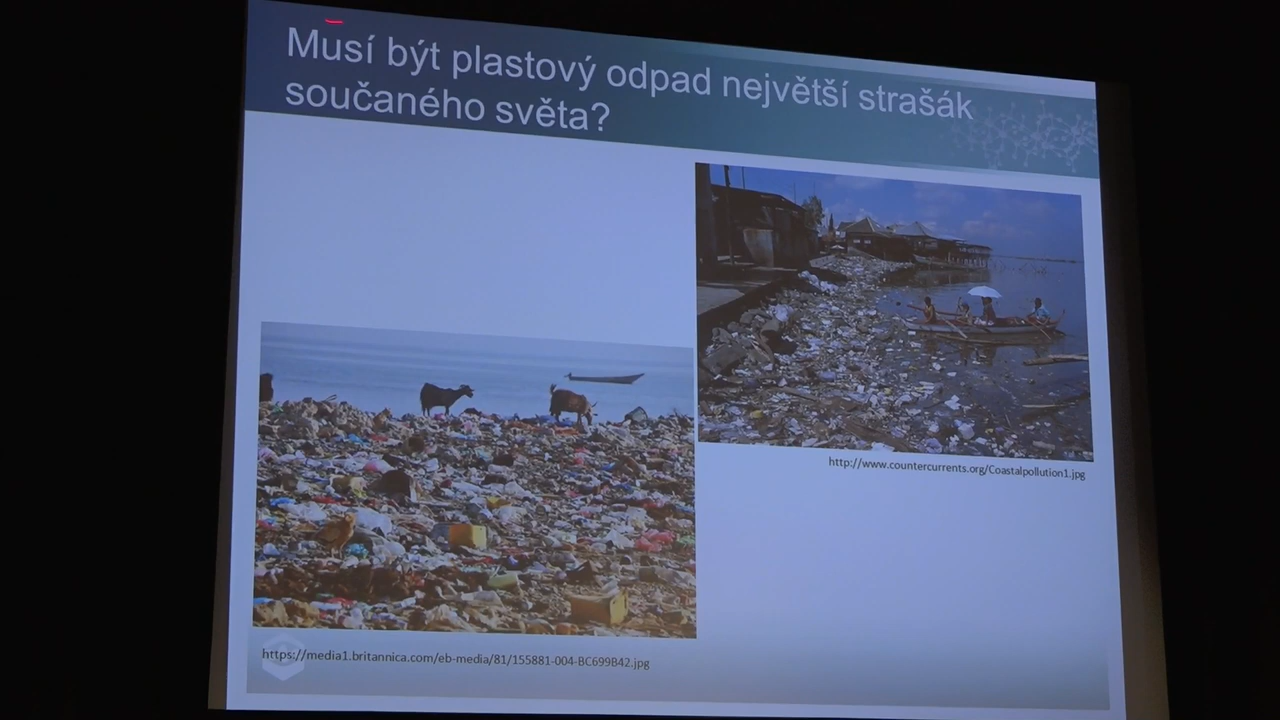 Musí být plastový odpad největší strašák
součaného světa?
http://www.countercurrents.org/Coastalpollution1.jpg
https://media1.britannica.com/eb-media/81/155881-004-BC699B42.jpg